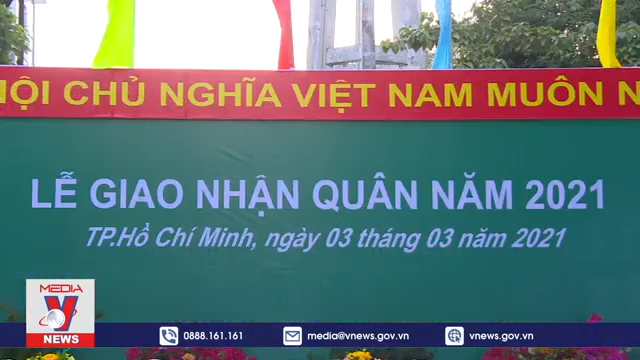 HỘI CHỦ NGHĨA VIỆT NAM MUÔN N
LỄ GIAO NHẬN QUÂN NĂM 2021
TP.Hồ Chí Minh, ngày 03 tháng 03 năm 2021
MEDIA
V
NEWS
0888.161.161
media@vnews.gov.vn
vnews.gov.vn